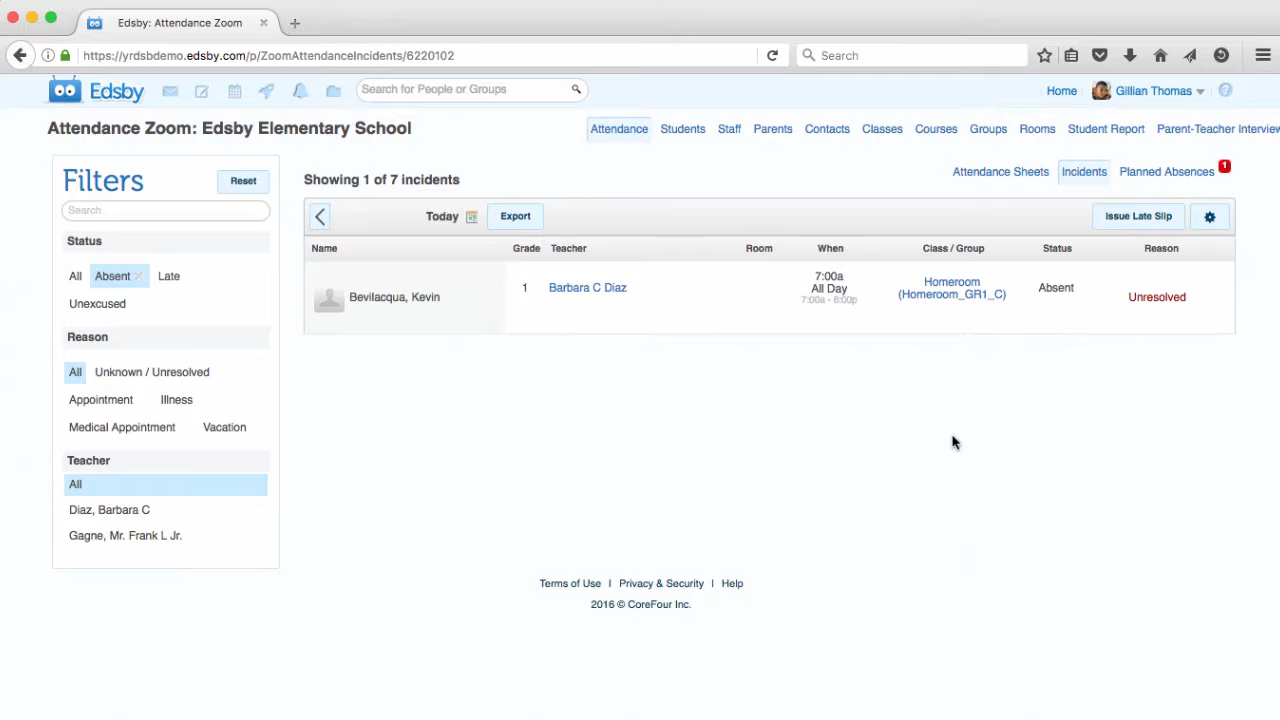 Edsby: Attendance Zoom
https://yrdsbdemo.edsby.com/p/ZoomAttendanceIncidents/6220102
Search
Edsby
Search for People or Groups
Home
Gillian Thomas
Attendance Zoom: Edsby Elementary School
Attendance Students Staff Parents Contacts Classes Courses Groups Rooms Student Report Parent-Teacher Interview
Filters
Reset
Search
Status
All Absent Late
Unexcused
Reason
All Unknown / Unresolved
Appointment Illness
Medical Appointment Vacation
Teacher
All
Diaz, Barbara C
Gagne, Mr. Frank L Jr.
Showing 1 of 7 incidents
Attendance Sheets Incidents Planned Absences 1
Today Export Issue Late Slip
Name Grade Teacher Room When Class / Group Status Reason
Bevilacqua, Kevin
1
Barbara C Diaz
7:00a
All Day
7:00a - 6:00p
Homeroom
(Homeroom_GR1_C)
Absent
Unresolved
Terms of Use I Privacy & Security I Help
2016 © CoreFour Inc.